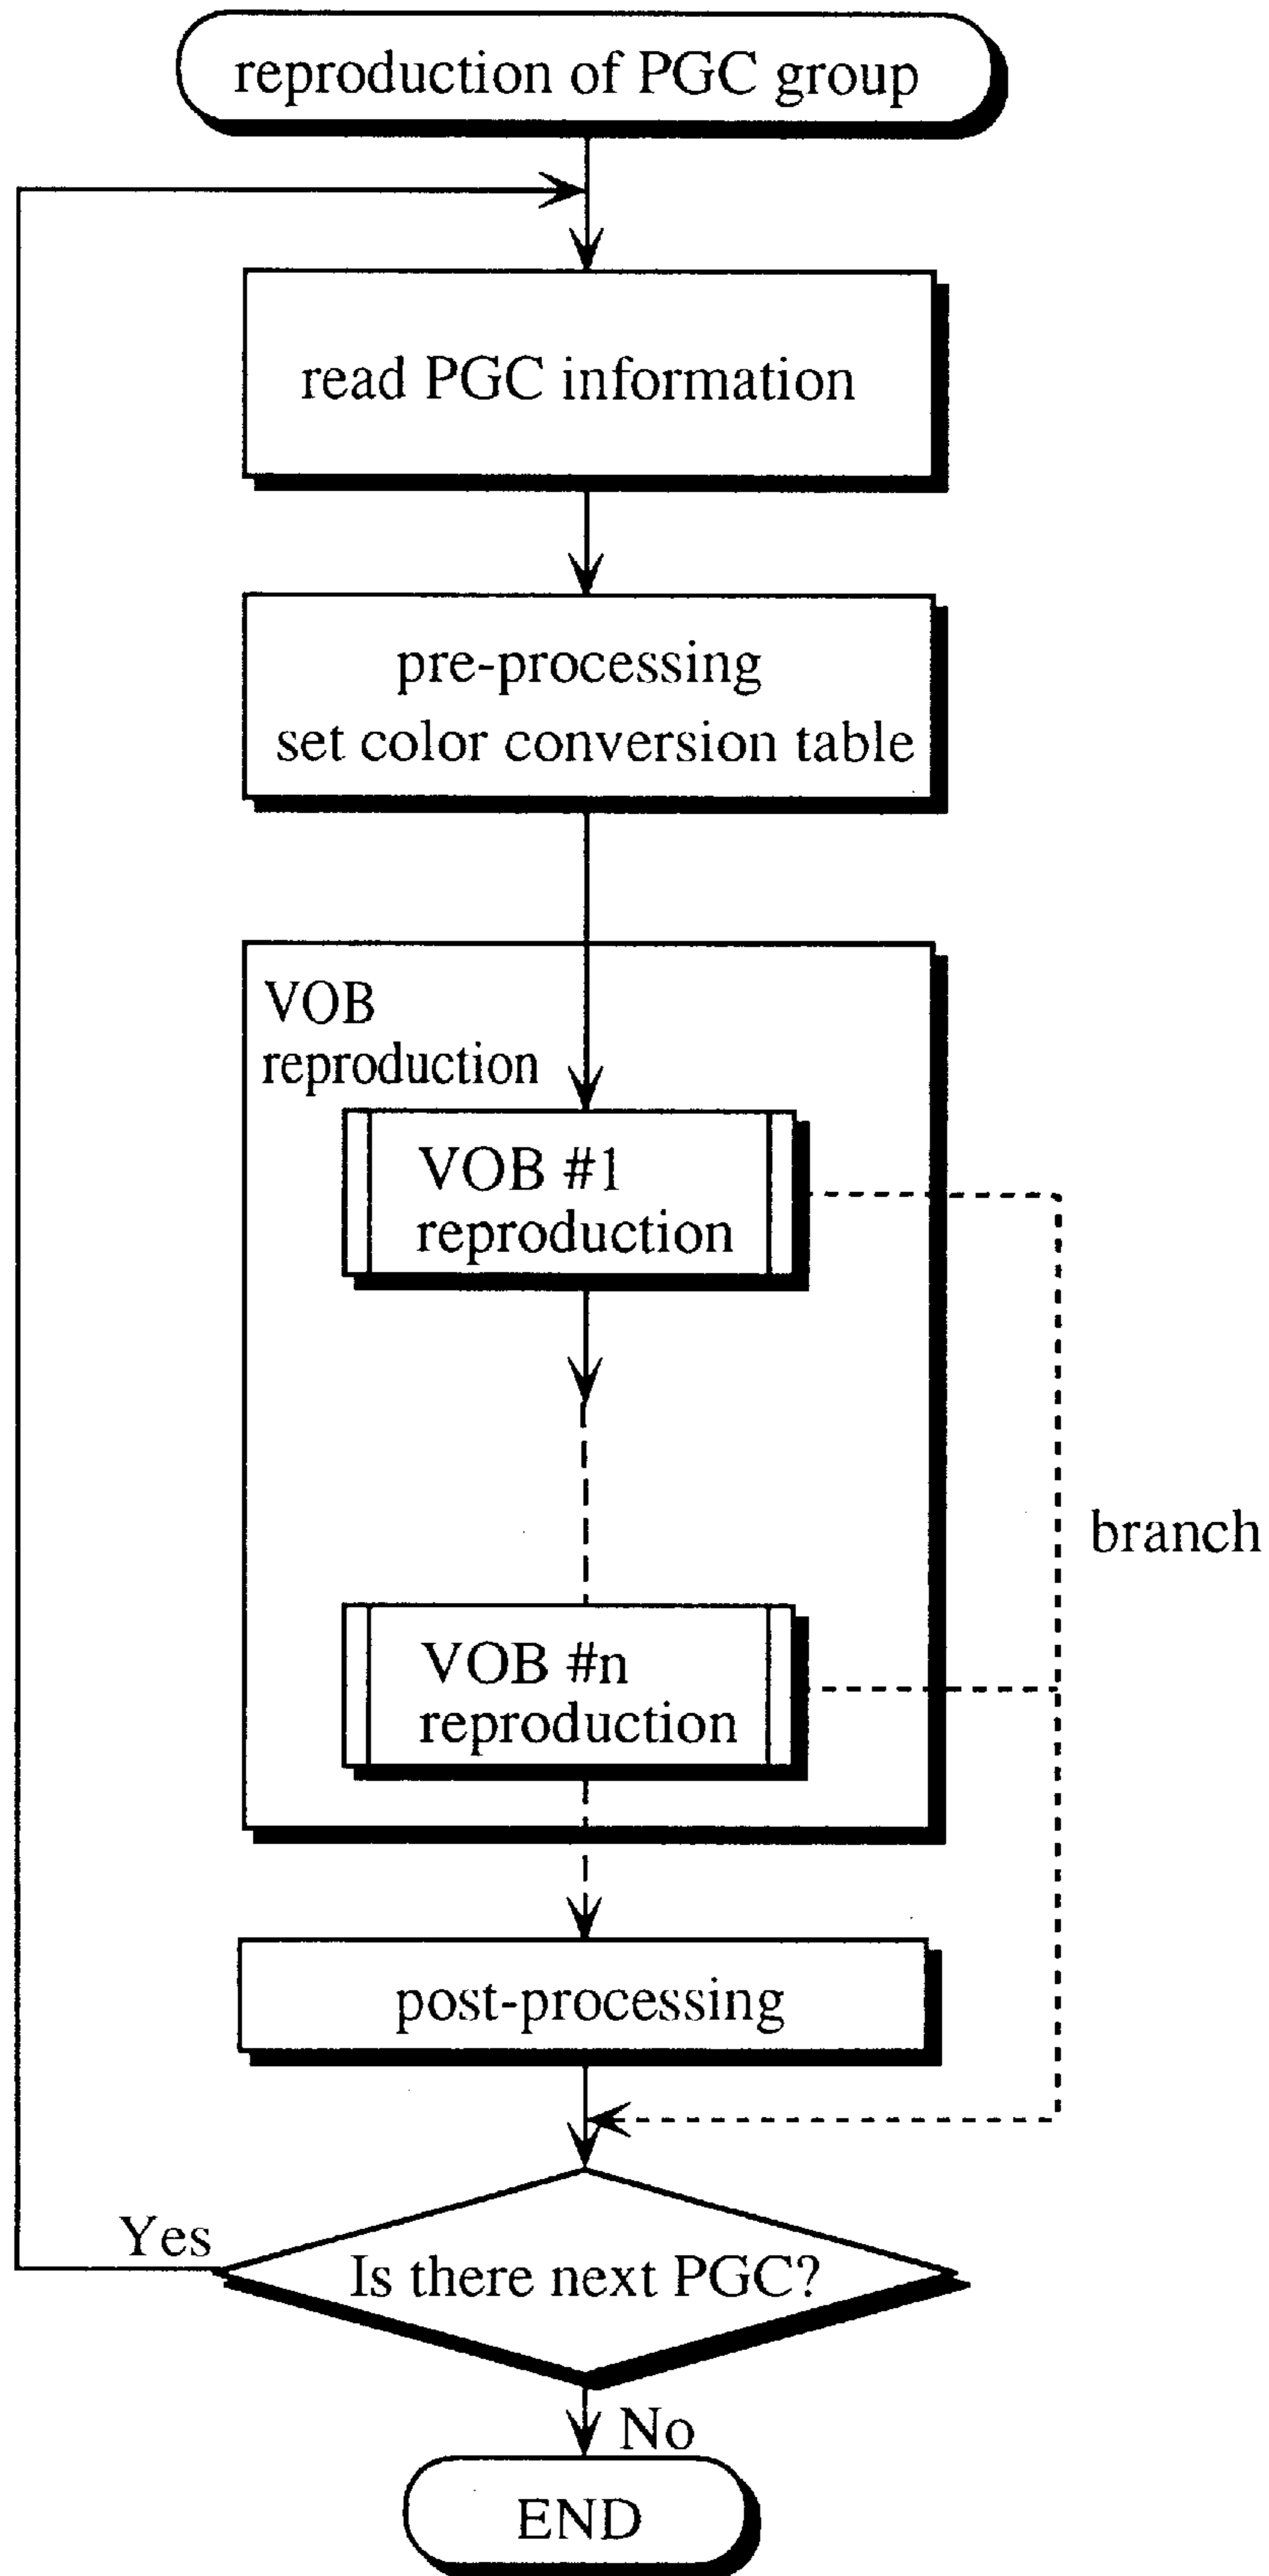 reproduction of PGC group
read PGC information
pre-processing
set color conversion table
VOB
reproduction
VOB #1
reproduction
branch
VOB #n
reproduction
post-processing
Yes
Is there next PGC?
No
END